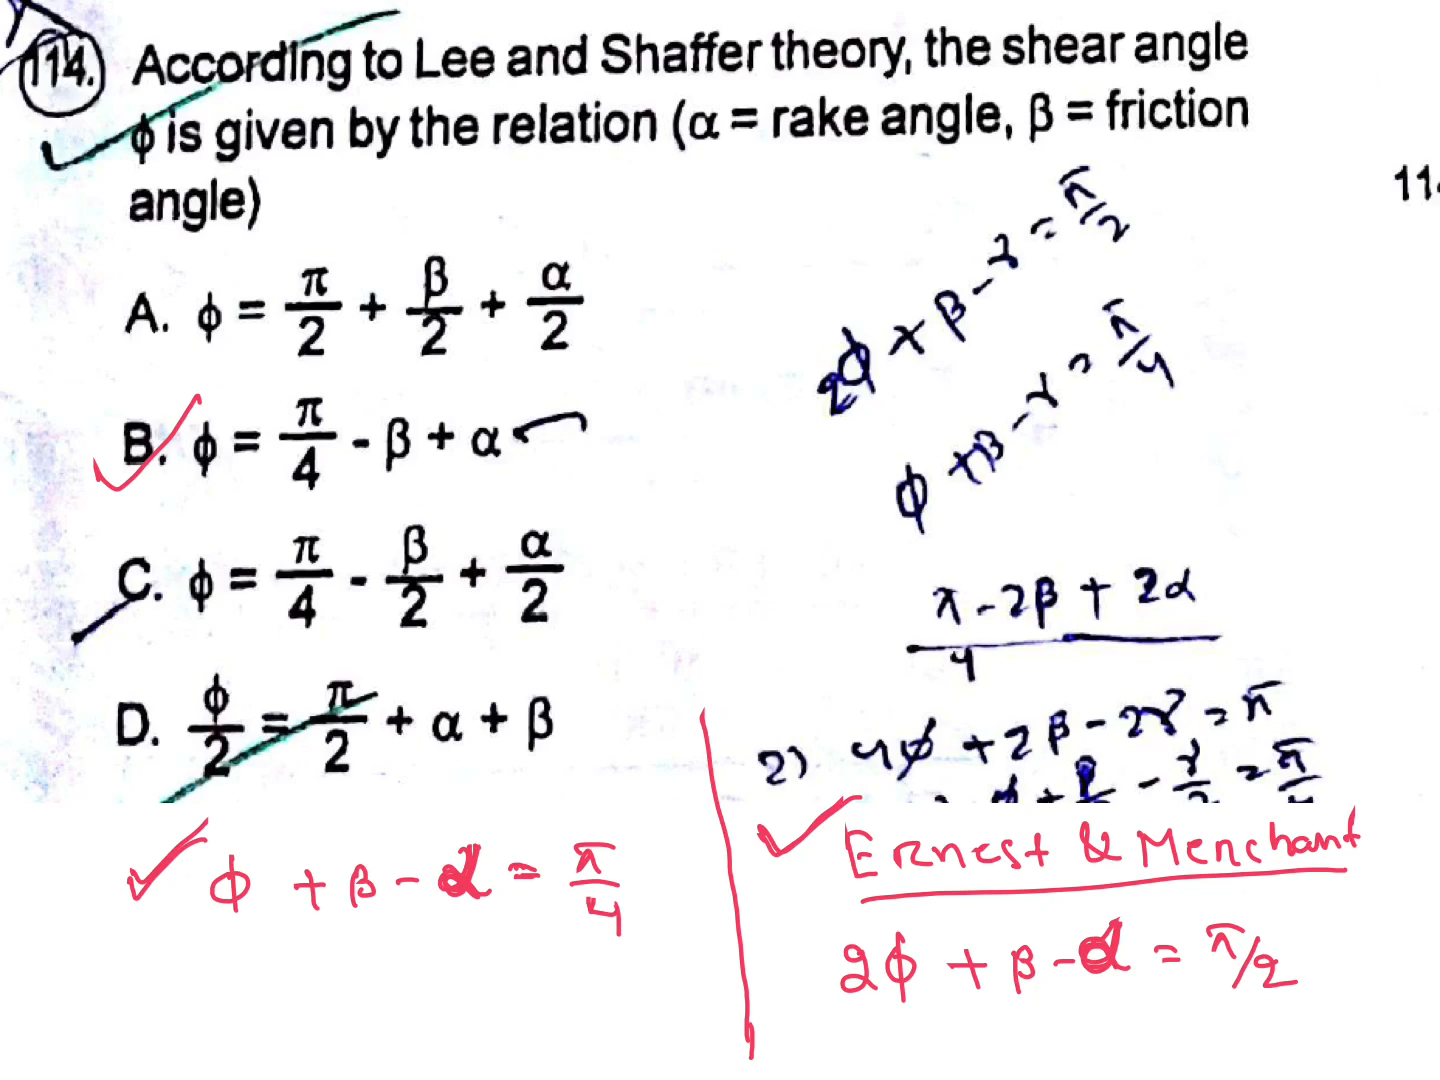 114. According to Lee and Shaffer theory, the shear angle
ϕ is given by the relation (α = rake angle, β = friction
angle)
A. ϕ = π/2 + β/2 + α/2
B. ϕ = π/4 - β + α
C. ϕ = π/4 - β/2 + α/2
D. ϕ/2 = π/2 + α + β
11
2ϕ + β - α = π/2
ϕ + β - α = π/4
π - 2β + 2α
4
2) 4ϕ + 2β - 2γ = π
ϕ + β - α = π/4
Ernest & Merchant
2ϕ + β - α = π/2